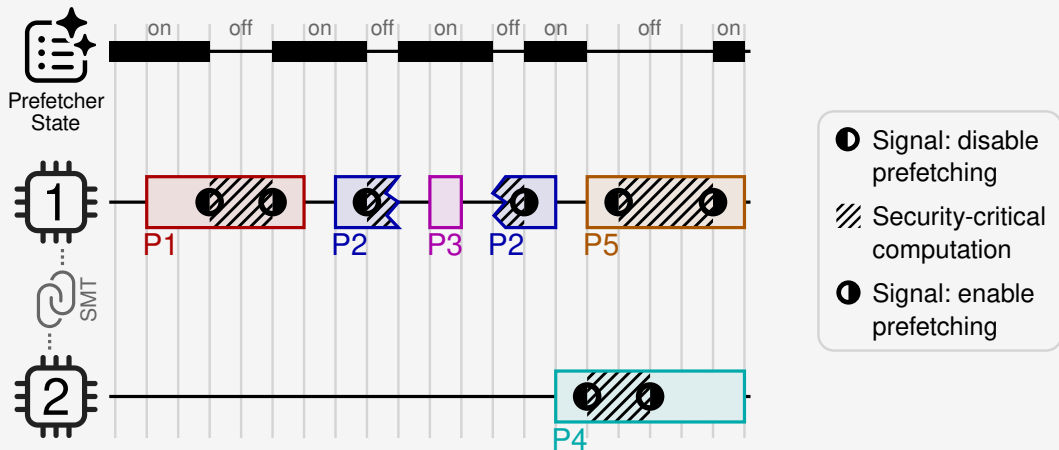 on off on off on off on off on
Prefetcher
State
1
P1 P2 P3 P2 P5
SMT
2
P4
Signal: disable
prefetching
Security-critical
computation
Signal: enable
prefetching